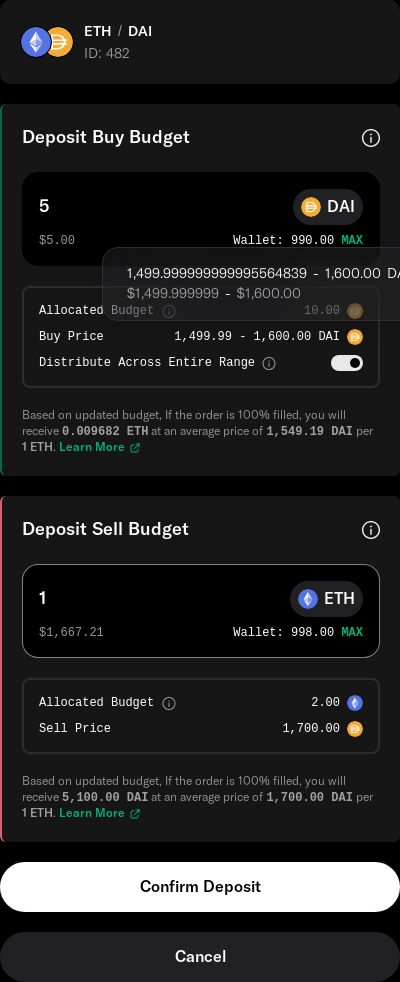 ETH / DAI
ID: 482
Deposit Buy Budget
5 DAI
$5.00 Wallet: 990.00 MAX
1,499.999999999995564839 - 1,600.00 DA
$1,499.999999 - $1,600.00
Allocated Budget 10.00
Buy Price 1,499.99 - 1,600.00 DAI
Distribute Across Entire Range
Based on updated budget, If the order is 100% filled, you will
receive 0.009682 ETH at an average price of 1,549.19 DAI per
1 ETH. Learn More
Deposit Sell Budget
1 ETH
$1,667.21 Wallet: 998.00 MAX
Allocated Budget 2.00
Sell Price 1,700.00
Based on updated budget, If the order is 100% filled, you will
receive 5,100.00 DAI at an average price of 1,700.00 DAI per
1 ETH. Learn More
Confirm Deposit
Cancel